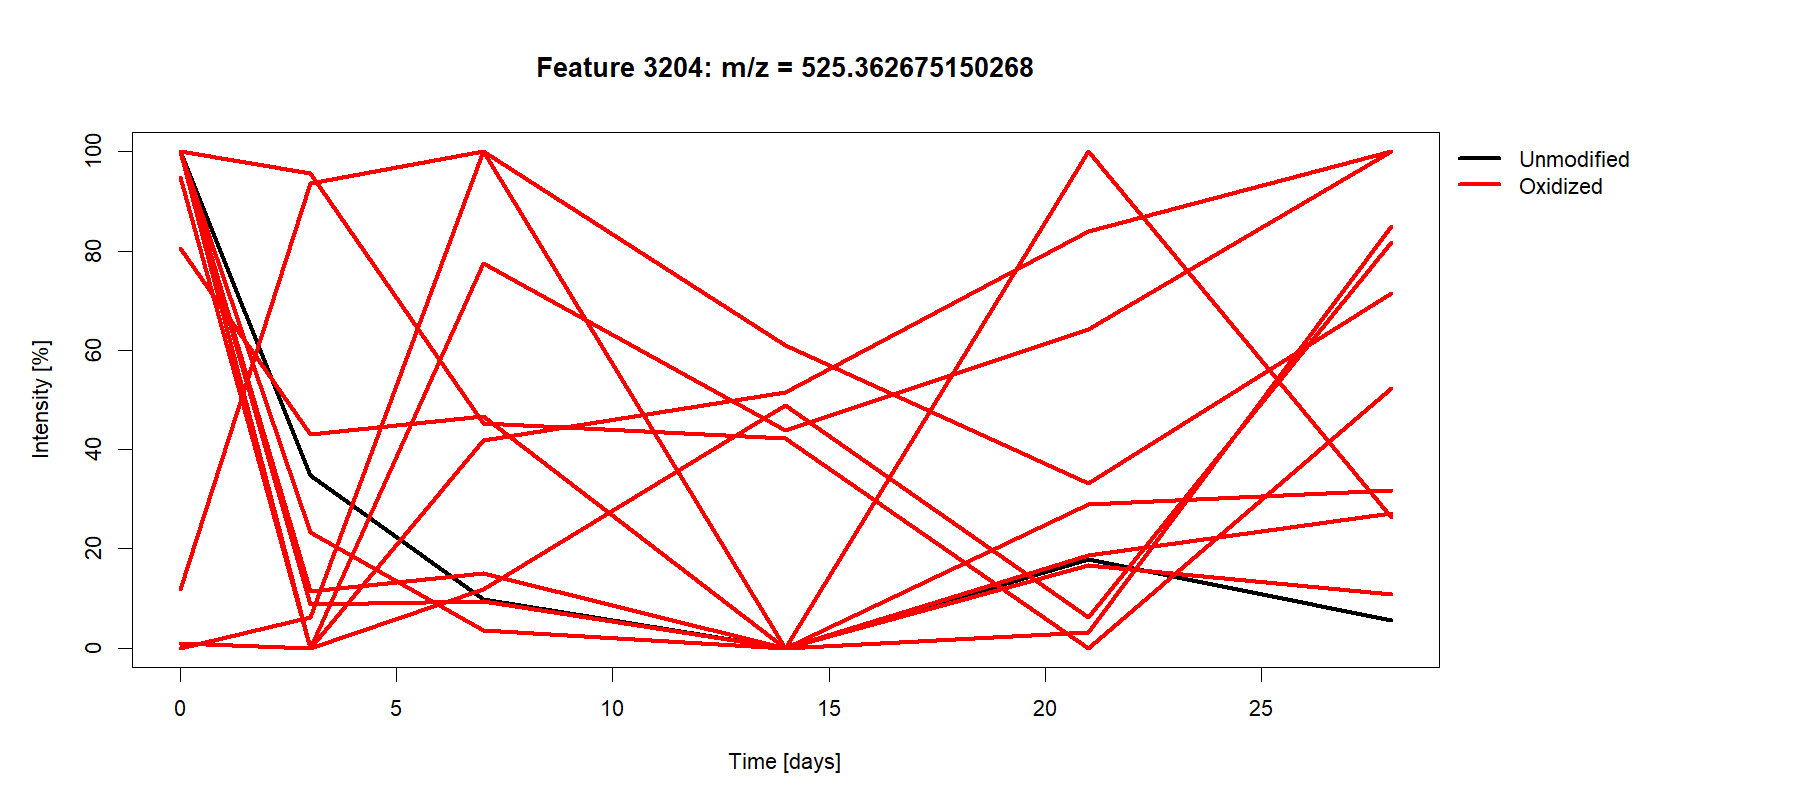 Feature 3204: m/z = 525.362675150268
Unmodified
Oxidized
Intensity [%]
100
80
60
40
20
0
0 5 10 15 20 25
Time [days]